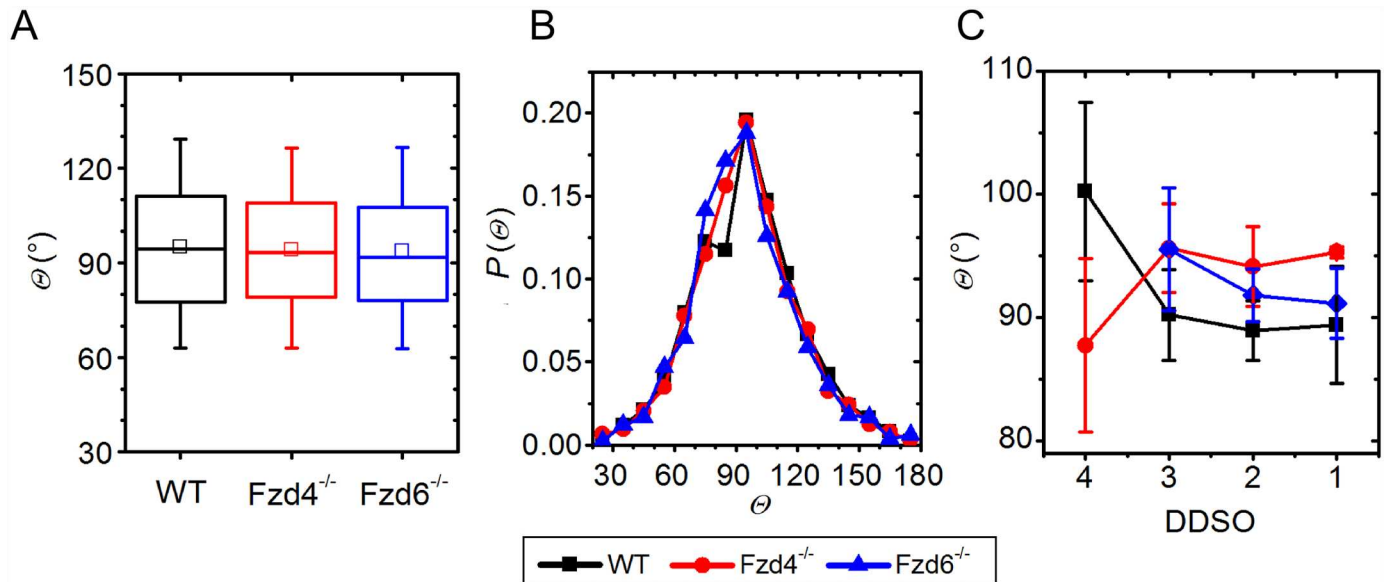 A
B
C
Θ (°)
150
120
90
60
30
WT
Fzd4⁻/⁻
Fzd6⁻/⁻
P(Θ)
0.20
0.15
0.10
0.05
0.00
30 60 90 120 150 180
Θ
Θ (°)
110
100
90
80
4 3 2 1
DDSO
WT Fzd4⁻/⁻ Fzd6⁻/⁻